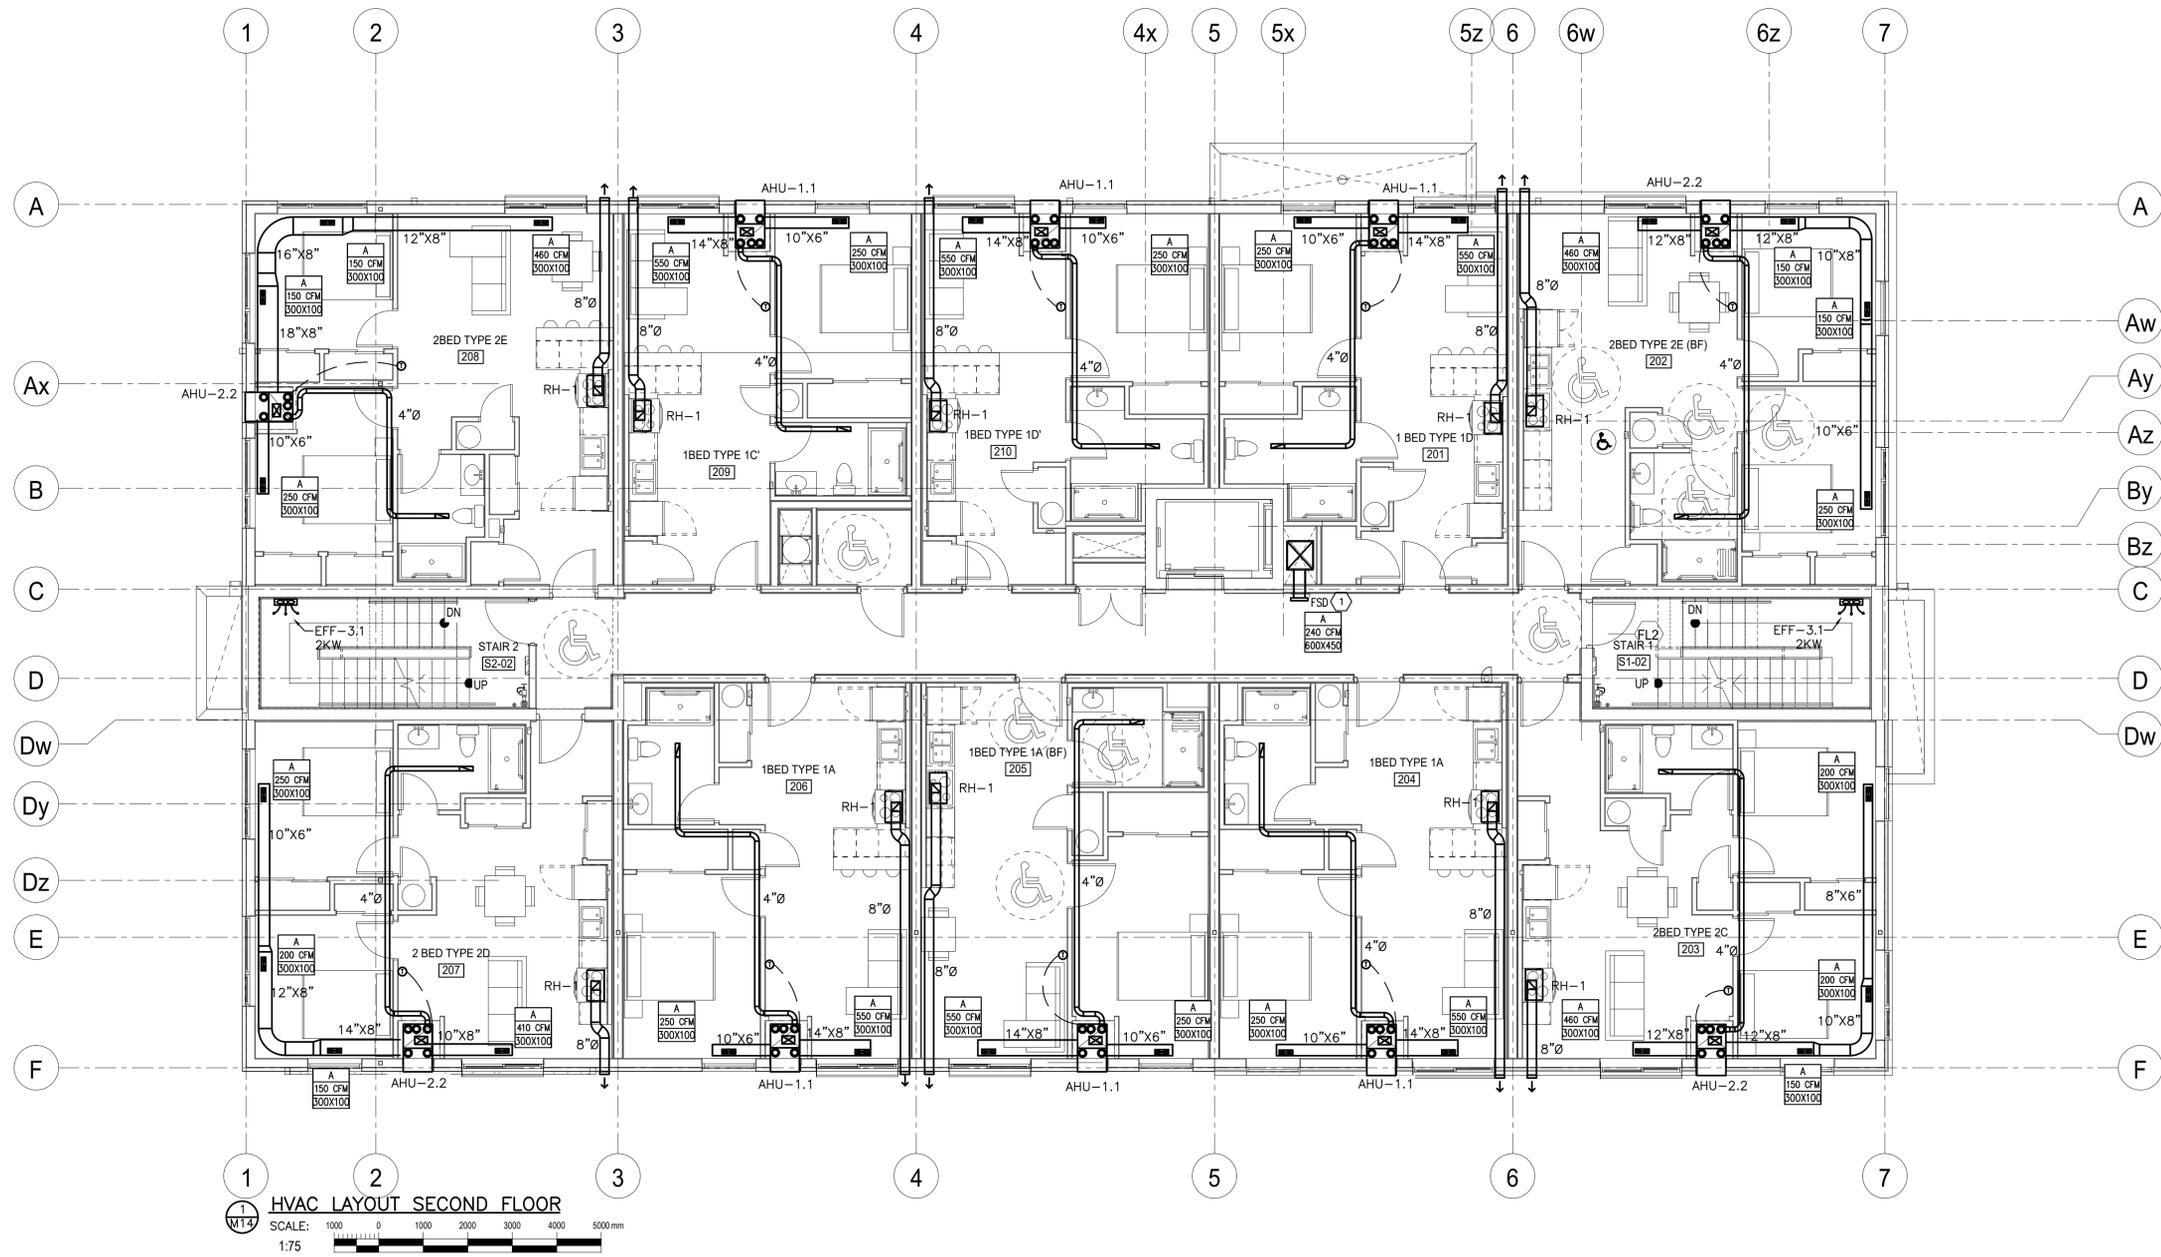 1
2
3
4
4x
5
5x
5z
6
6w
6z
7
AHU-1.1
AHU-1.1
AHU-1.1
AHU-2.2
A
A
16"X8"
A
150 CFM
300X100
12"X8"
A
460 CFM
300X100
A
150 CFM
300X100
18"X8"
8"Ø
A
550 CFM
300X100
14"X8"
10"X6"
A
250 CFM
300X100
8"Ø
4"Ø
A
550 CFM
300X100
14"X8"
10"X6"
A
250 CFM
300X100
8"Ø
4"Ø
A
250 CFM
300X100
10"X6"
14"X8"
A
550 CFM
300X100
4"Ø
8"Ø
A
460 CFM
300X100
8"Ø
12"X8"
12"X8"
A
150 CFM
300X100
10"X8"
A
150 CFM
300X100
4"Ø
Aw
2BED TYPE 2E
208
2BED TYPE 2E (BF)
202
Ax
Ay
AHU-2.2
4"Ø
RH-1
RH-1
RH-1
RH-1
RH-1
10"X6"
10"X6"
Az
1BED TYPE 1C'
209
1BED TYPE 1D'
210
1 BED TYPE 1D
201
B
By
A
250 CFM
300X100
A
250 CFM
300X100
Bz
C
C
DN
EFF-3.1
2KW
STAIR 2
S2-02
UP
FSD
1
A
240 CFM
600X450
FL2
STAIR 1
S1-02
DN
UP
EFF-3.1
2KW
D
D
Dw
Dw
A
250 CFM
300X100
1BED TYPE 1A
206
1BED TYPE 1A (BF)
205
1BED TYPE 1A
204
A
200 CFM
300X100
Dy
Dy
10"X6"
RH-1
RH-1
RH-1
Dz
Dz
4"Ø
4"Ø
8"Ø
4"Ø
8"Ø
8"X6"
E
E
A
200 CFM
300X100
2 BED TYPE 2D
207
2BED TYPE 2C
203
4"Ø
4"Ø
8"Ø
A
200 CFM
300X100
12"X8"
RH-1
RH-1
14"X8"
10"X8"
A
410 CFM
300X100
8"Ø
A
250 CFM
300X100
10"X6"
14"X8"
A
550 CFM
300X100
A
550 CFM
300X100
14"X8"
10"X6"
A
250 CFM
300X100
A
250 CFM
300X100
10"X6"
14"X8"
A
550 CFM
300X100
A
460 CFM
300X100
8"Ø
12"X8"
12"X8"
10"X8"
F
F
A
150 CFM
300X100
AHU-2.2
AHU-1.1
AHU-1.1
AHU-1.1
AHU-2.2
A
150 CFM
300X100
1
2
3
4
5
6
7
1
M14
HVAC LAYOUT SECOND FLOOR
SCALE:
1:75
1000 0 1000 2000 3000 4000 5000 mm